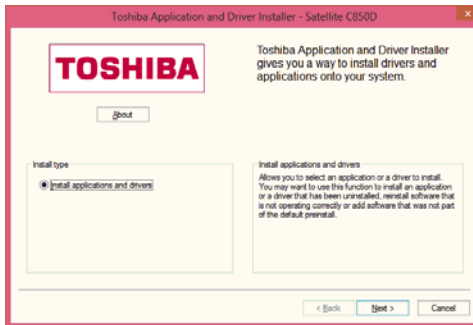 Toshiba Application and Driver Installer - Satellite C850D
x
TOSHIBA
Toshiba Application and Driver Installer
gives you a way to install drivers and
applications onto your system.
About
Install type
Install applications and drivers
Install applications and drivers
Allows you to select an application or a driver to install.
You may want to use this function to install an application
or a driver that has been uninstalled, reinstall software that
is not operating correctly or add software that was not part
of the default preinstall.
< Back
Next >
Cancel